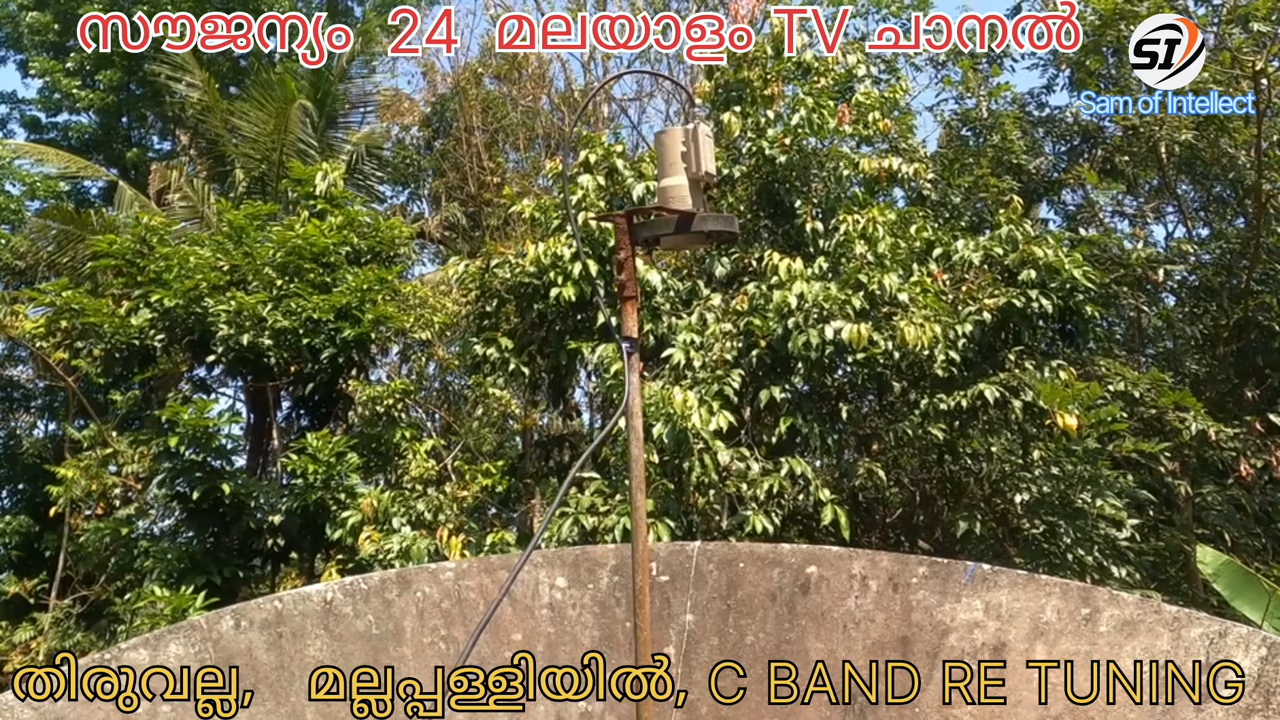 സൗജന്യം 24 മലയാളം TV ചാനൽ
SI
Sam of Intellect
തിരുവല്ല, മല്ലപ്പള്ളിയിൽ, C BAND RE TUNING